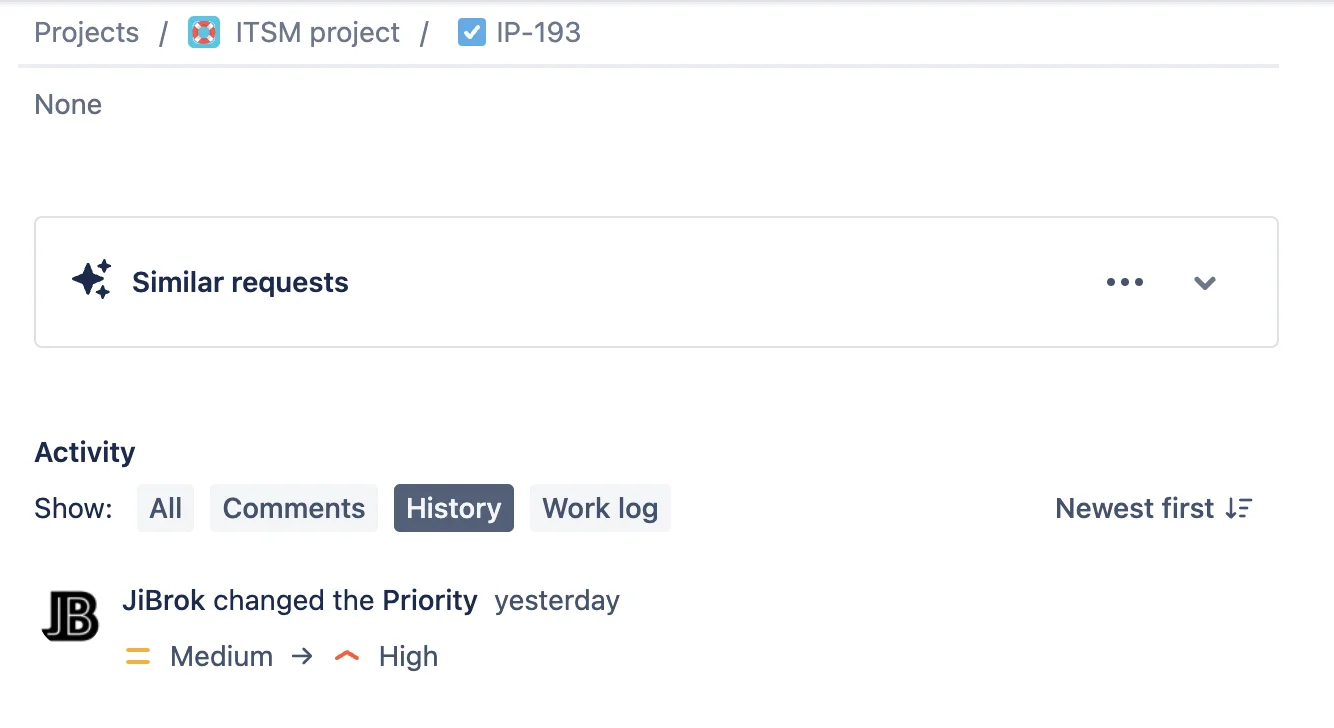 Projects / ITSM project / IP-193
None
Similar requests
Activity
Show: All Comments History Work log Newest first
JB
JiBrok changed the Priority yesterday
Medium → High